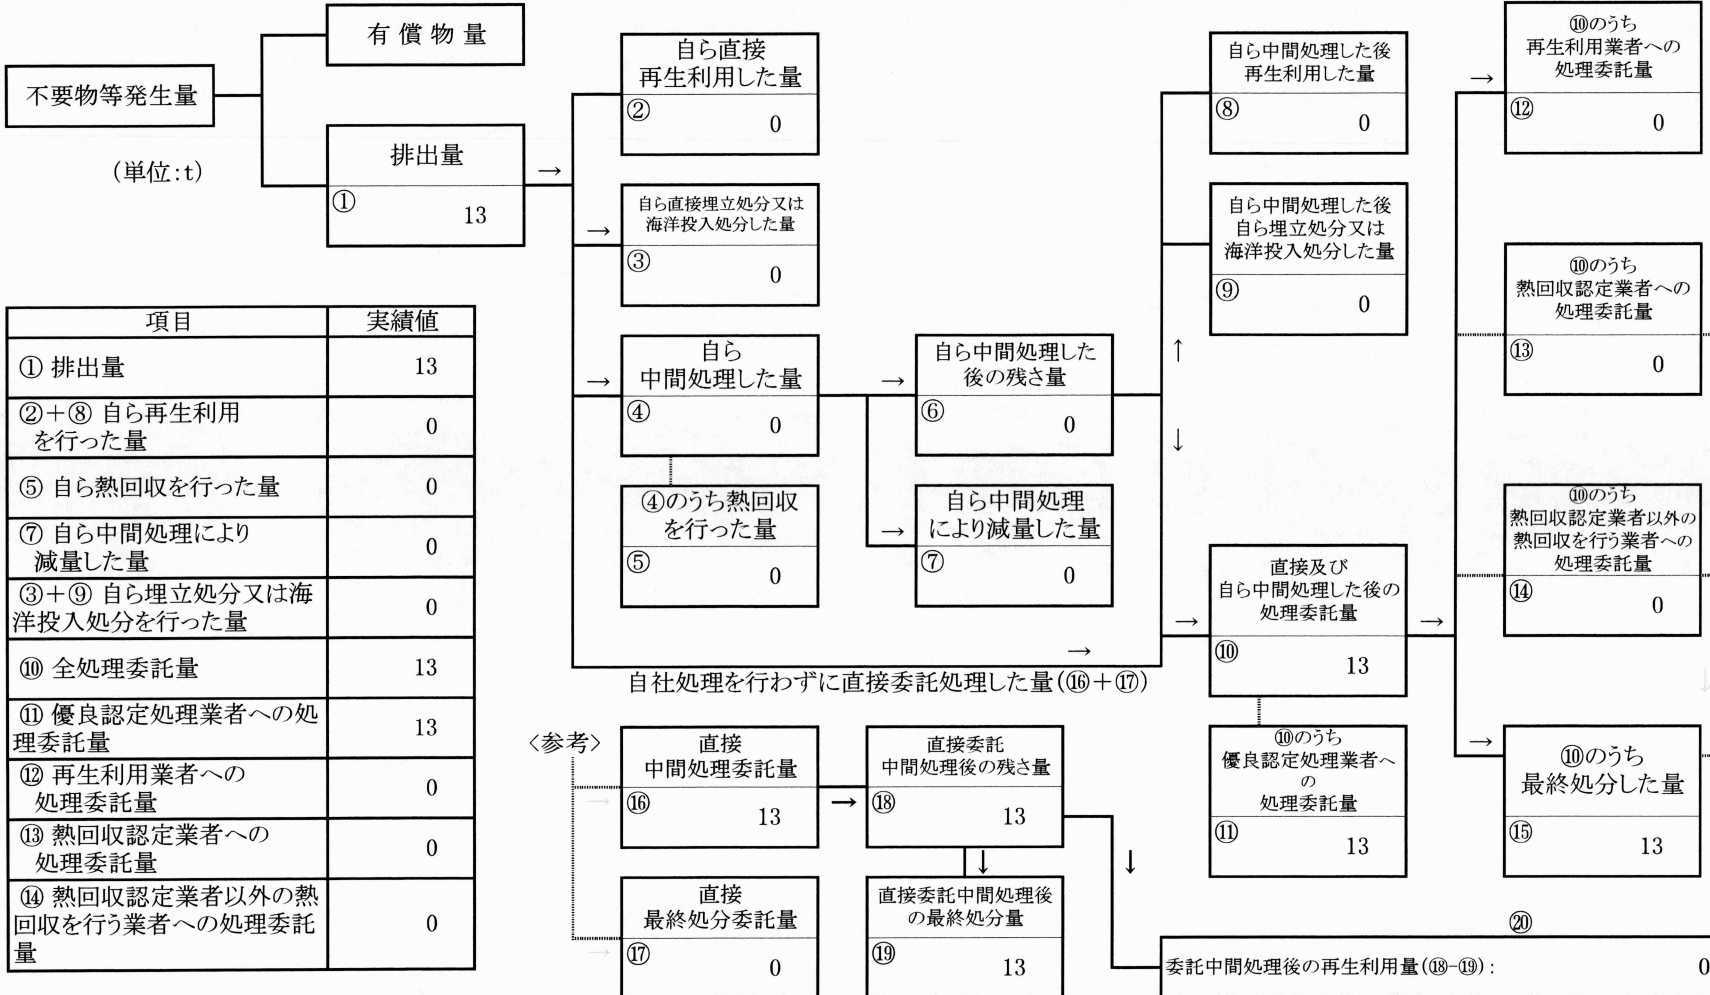 不要物等発生量
有償物量
(単位:t)
排出量
①
13
→
自ら直接
再生利用した量
②
0
→
自ら直接埋立処分又は
海洋投入処分した量
③
0
→
自ら
中間処理した量
④
0
④のうち熱回収
を行った量
⑤
0
→
自ら中間処理した
後の残さ量
⑥
0
→
自ら中間処理
により減量した量
⑦
0
自ら中間処理した後
再生利用した量
⑧
0
自ら中間処理した後
自ら埋立処分又は
海洋投入処分した量
⑨
0
↑
↓
→
自社処理を行わずに直接委託処理した量(⑯+⑰)
→
直接及び
自ら中間処理した後の
処理委託量
⑩
13
→
⑩のうち
優良認定処理業者へ
の
処理委託量
⑪
13
→
⑩のうち
再生利用業者への
処理委託量
⑫
0
⑩のうち
熱回収認定業者への
処理委託量
⑬
0
⑩のうち
熱回収認定業者以外の
熱回収を行う業者への
処理委託量
⑭
0
↓
→
⑩のうち
最終処分した量
⑮
13
項目 実績値
① 排出量 13
②+⑧ 自ら再生利用
を行った量 0
⑤ 自ら熱回収を行った量 0
⑦ 自ら中間処理により
減量した量 0
③+⑨ 自ら埋立処分又は海
洋投入処分を行った量 0
⑩ 全処理委託量 13
⑪ 優良認定処理業者への処
理委託量 13
⑫ 再生利用業者への
処理委託量 0
⑬ 熱回収認定業者への
処理委託量 0
⑭ 熱回収認定業者以外の熱
回収を行う業者への処理委託
量 0
〈参考〉
→
直接
中間処理委託量
⑯
13
→
直接委託
中間処理後の残さ量
⑱
13
↓
↓
→
直接
最終処分委託量
⑰
0
直接委託中間処理後
の最終処分量
⑲
13
⑳
委託中間処理後の再生利用量(⑱-⑲): 0